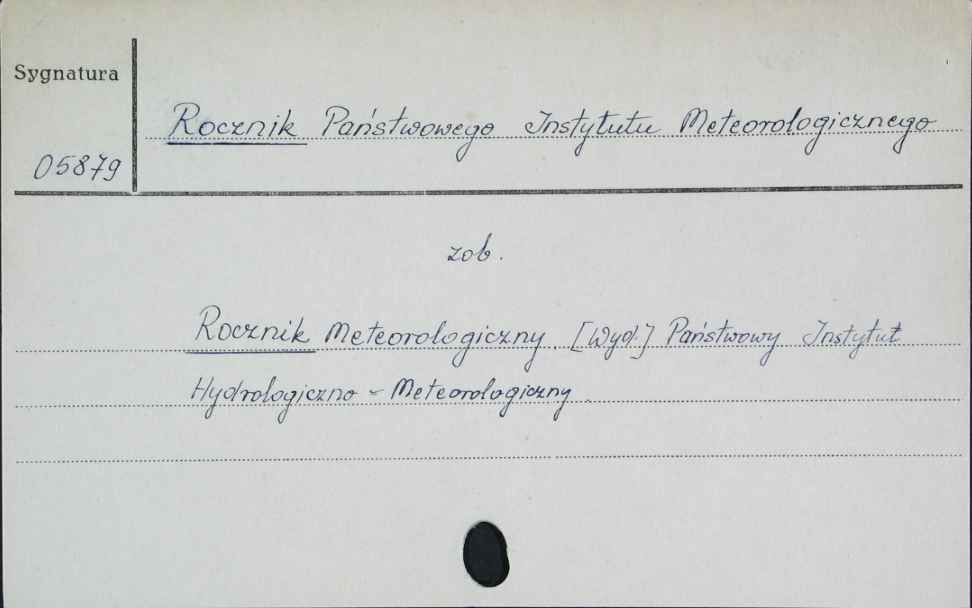 Sygnatura
Rocznik Państwowego Instytutu Meteorologicznego
05879
zob.
Rocznik Meteorologiczny. [Wyd.] Państwowy Instytut
Hydrologiczno - Meteorologiczny.